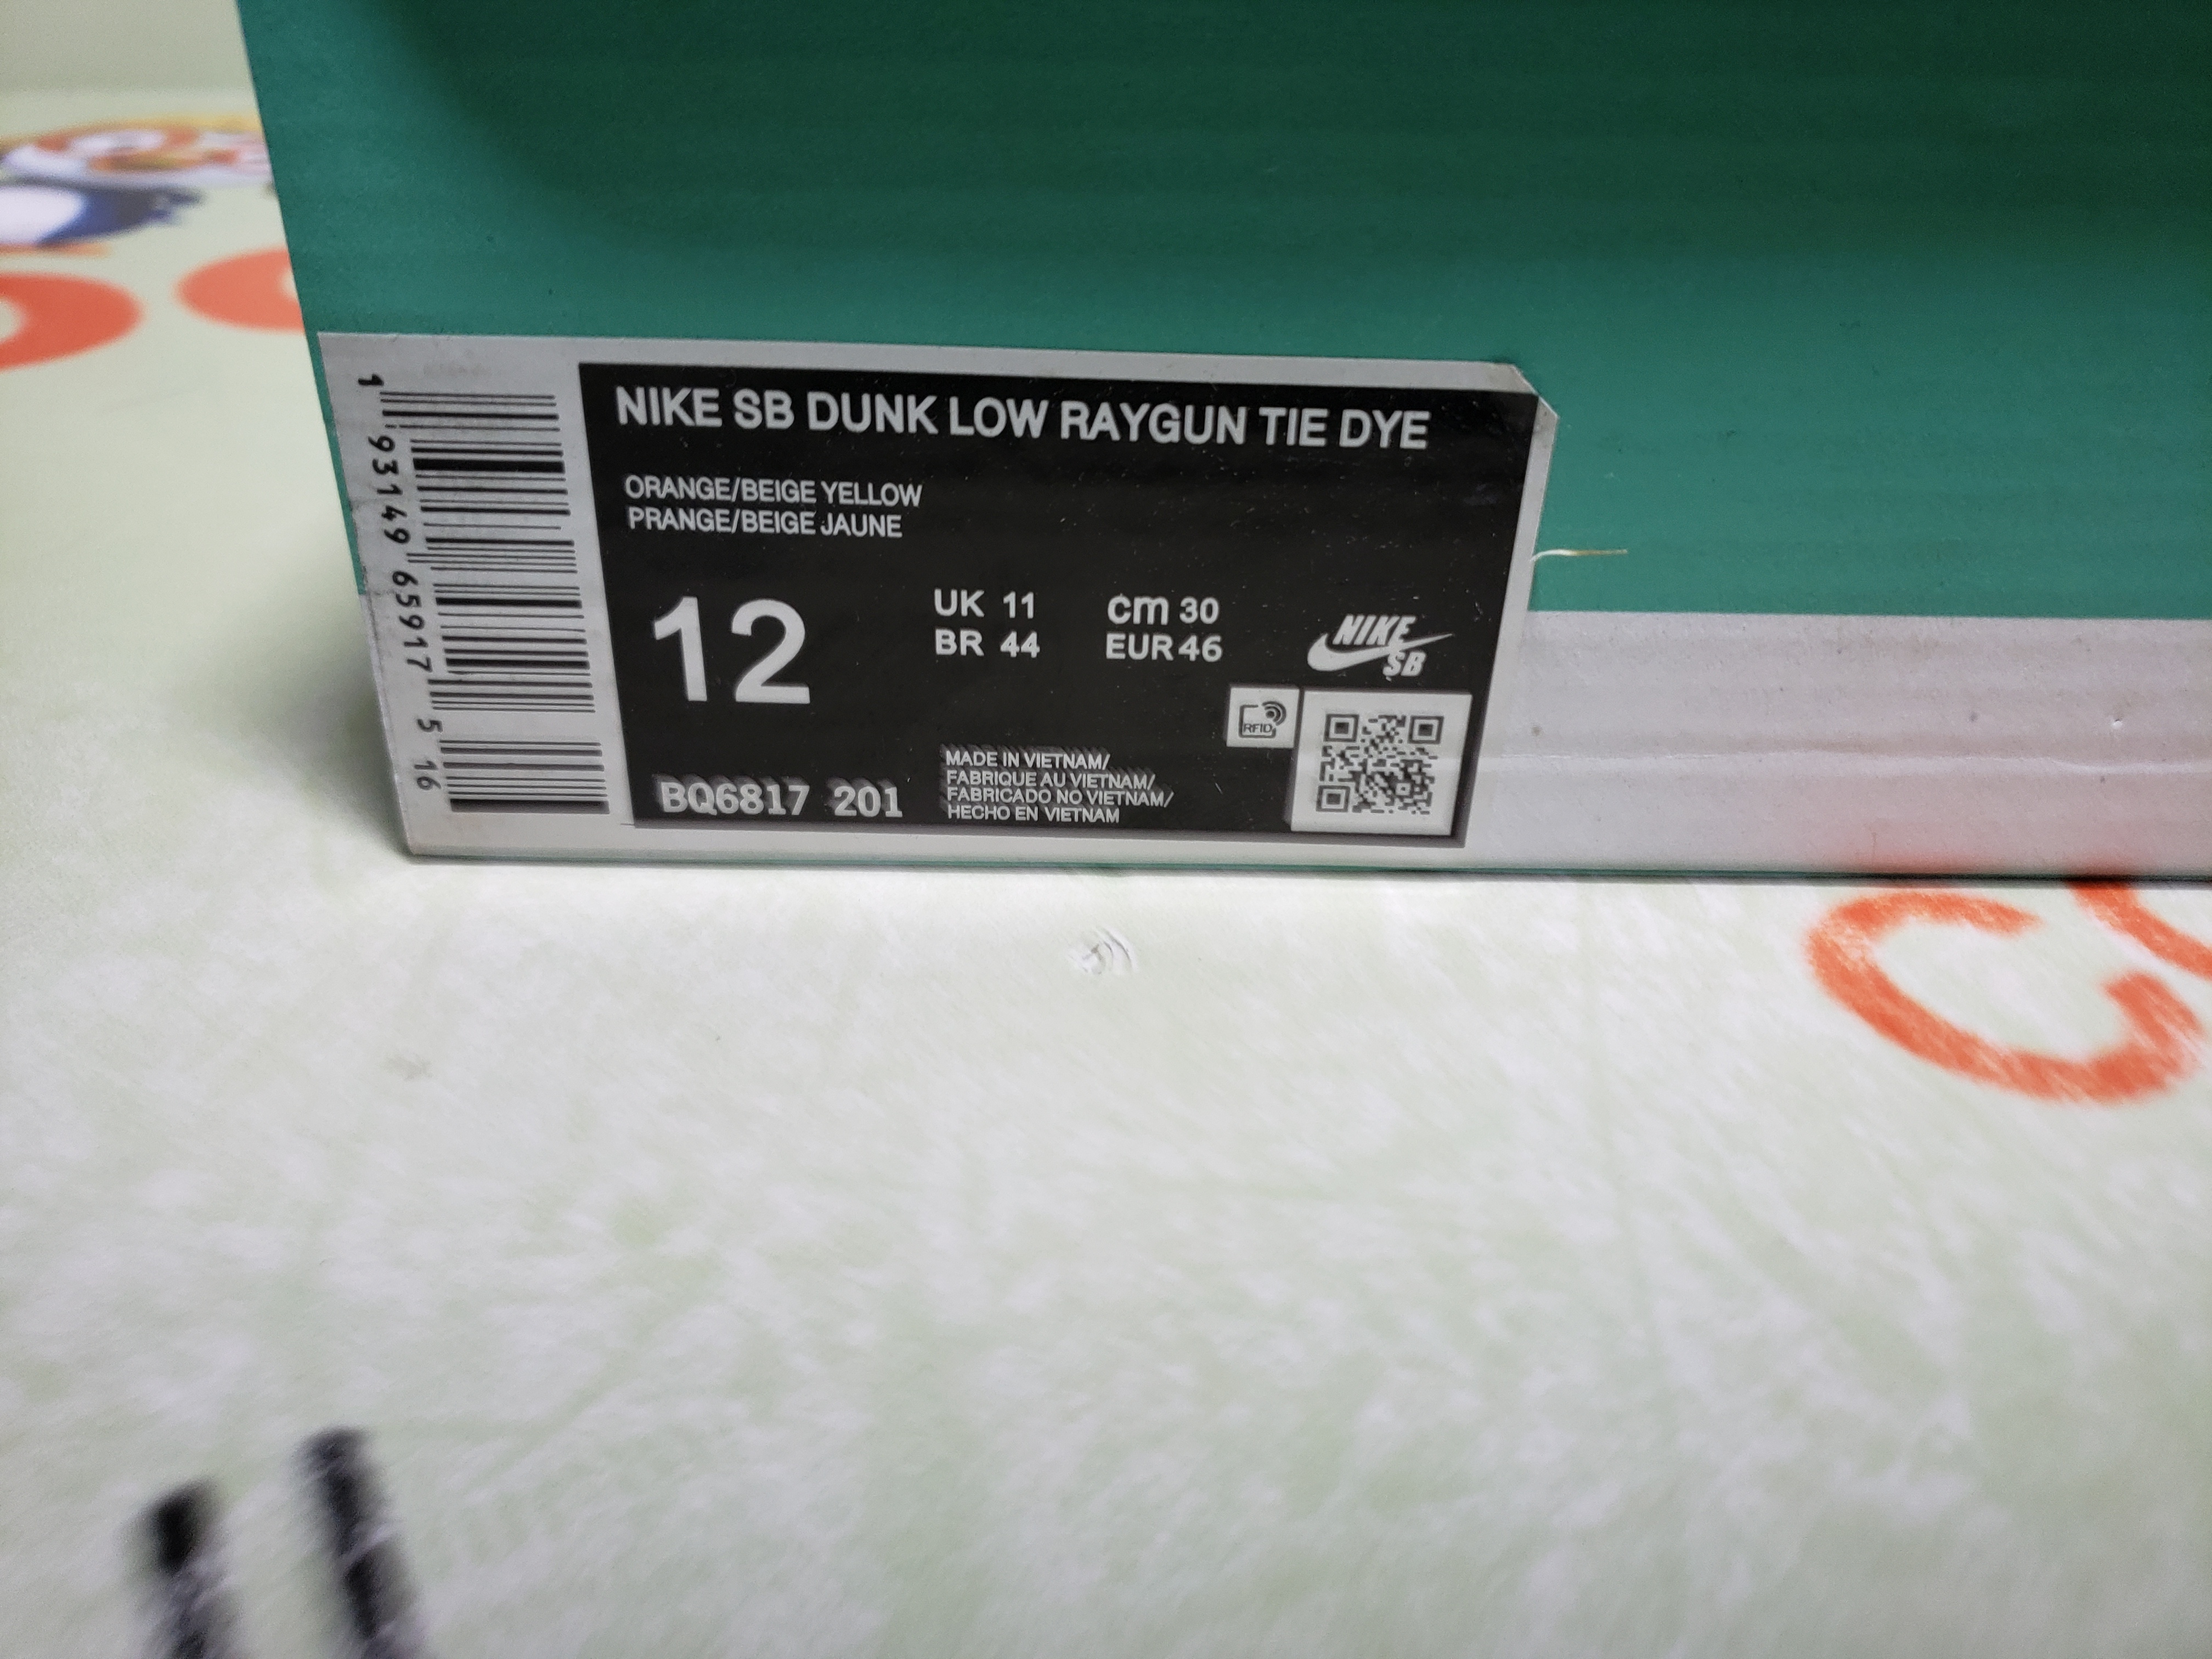 NIKE SB DUNK LOW RAYGUN TIE DYE
ORANGE/BEIGE YELLOW
PRANGE/BEIGE JAUNE
12
UK 11
BR 44
cm 30
EUR 46
NIKE
SB
RFID
BQ6817 201
MADE IN VIETNAM/
FABRIQUE AU VIETNAM/
FABRICADO NO VIETNAM/
HECHO EN VIETNAM
1 93149 65917 5 16